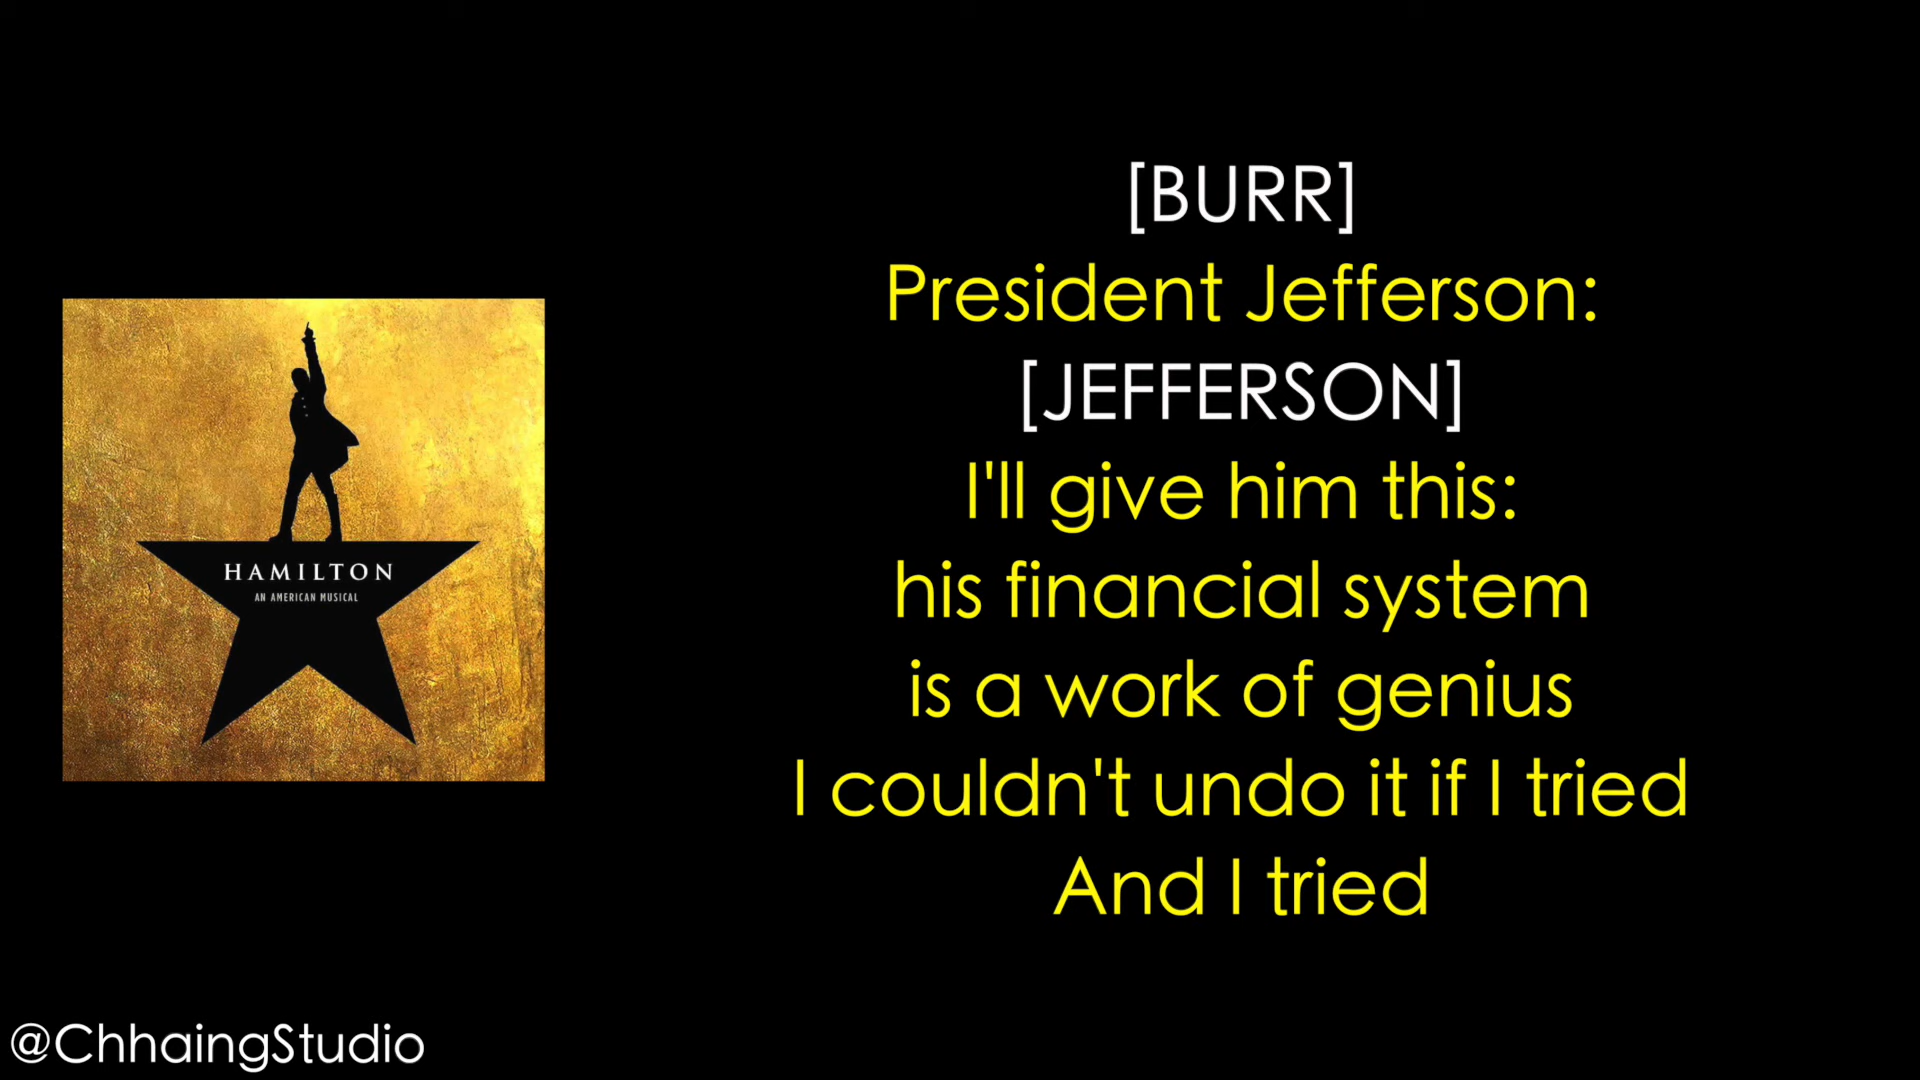 [BURR]
President Jefferson:
[JEFFERSON]
I'll give him this:
his financial system
is a work of genius
I couldn't undo it if I tried
And I tried
HAMILTON
AN AMERICAN MUSICAL
@ChhaingStudio